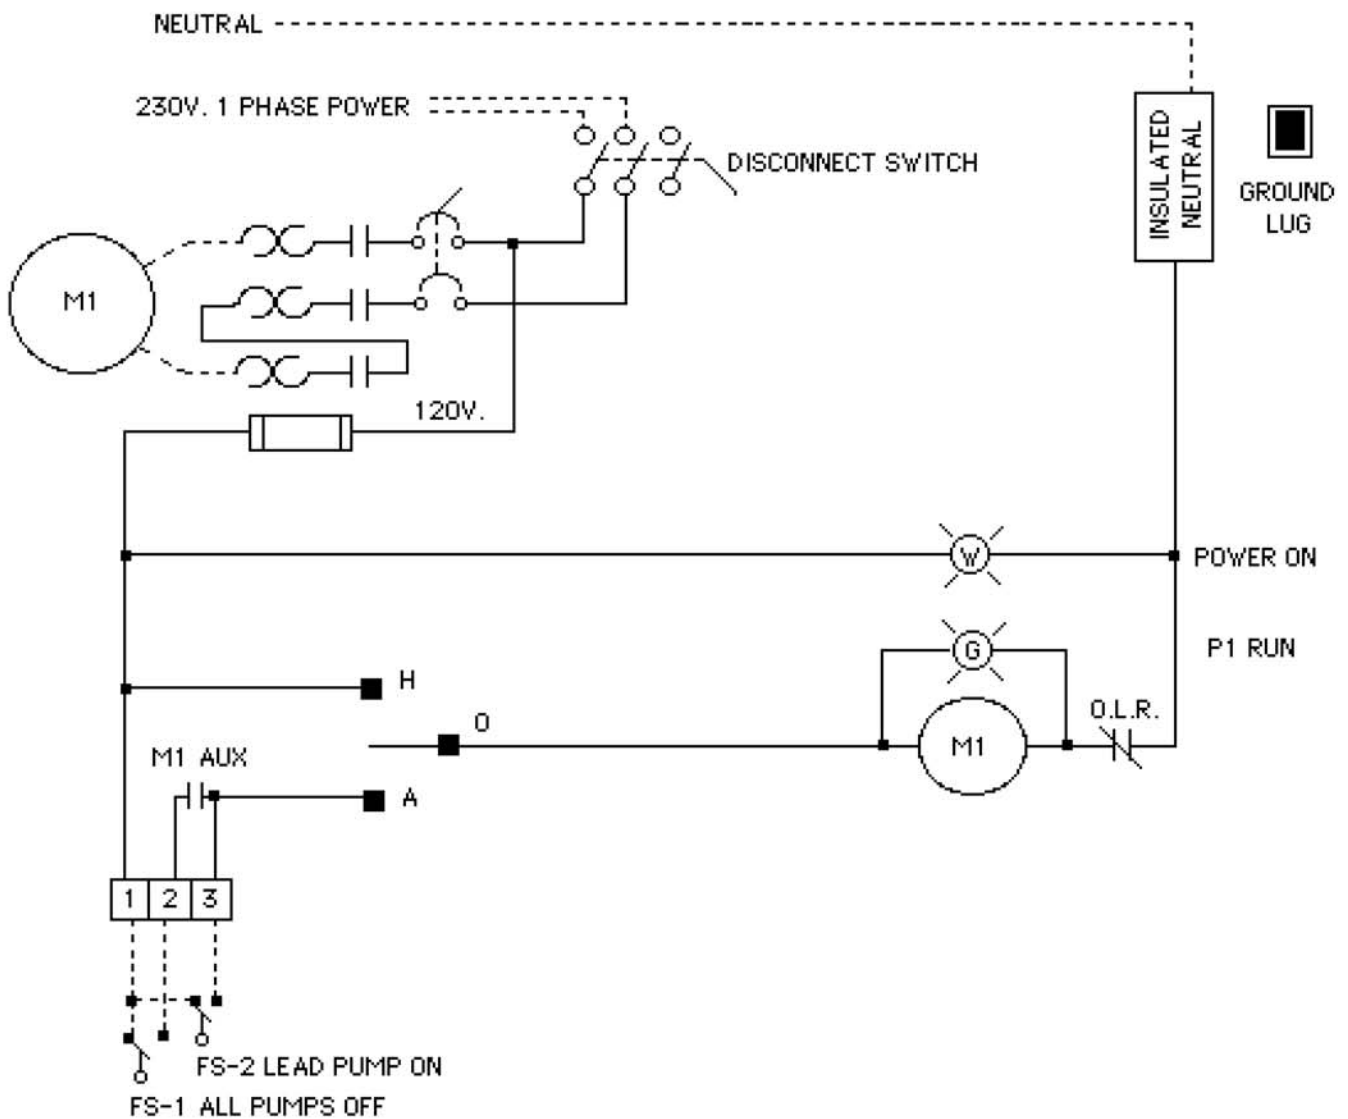 NEUTRAL
230V. 1 PHASE POWER
DISCONNECT SWITCH
INSULATED
NEUTRAL
GROUND
LUG
M1
120V.
W
POWER ON
G
P1 RUN
H
O
O.L.R.
M1
M1 AUX
A
1 2 3
FS-2 LEAD PUMP ON
FS-1 ALL PUMPS OFF